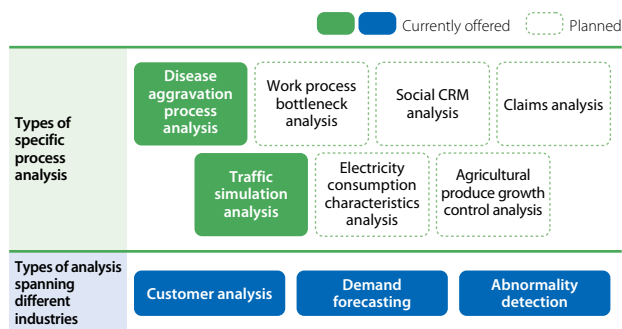 Currently offered
Planned
Types of
specific
process
analysis
Disease
aggravation
process
analysis
Work process
bottleneck
analysis
Social CRM
analysis
Claims analysis
Traffic
simulation
analysis
Electricity
consumption
characteristics
analysis
Agricultural
produce growth
control analysis
Types of analysis
spanning
different
industries
Customer analysis
Demand
forecasting
Abnormality
detection